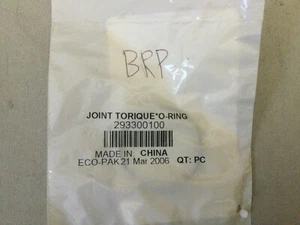 BRP
JOINT TORIQUE*O-RING
293300100
MADE IN: CHINA
ECO-PAK 21 Mar 2006 QT: PC